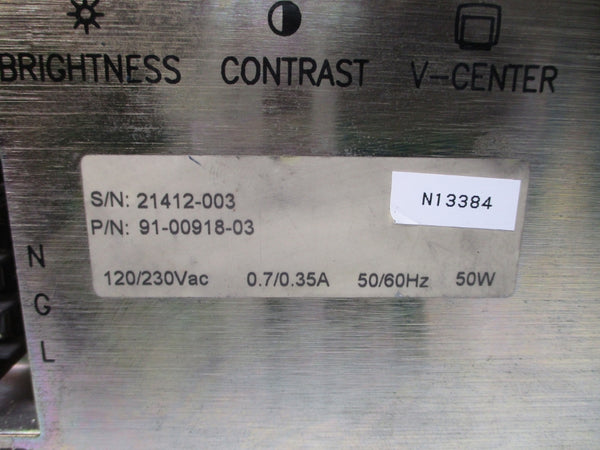 BRIGHTNESS CONTRAST V-CENTER
S/N: 21412-003
N13384
P/N: 91-00918-03
120/230Vac 0.7/0.35A 50/60Hz 50W
N
G
L